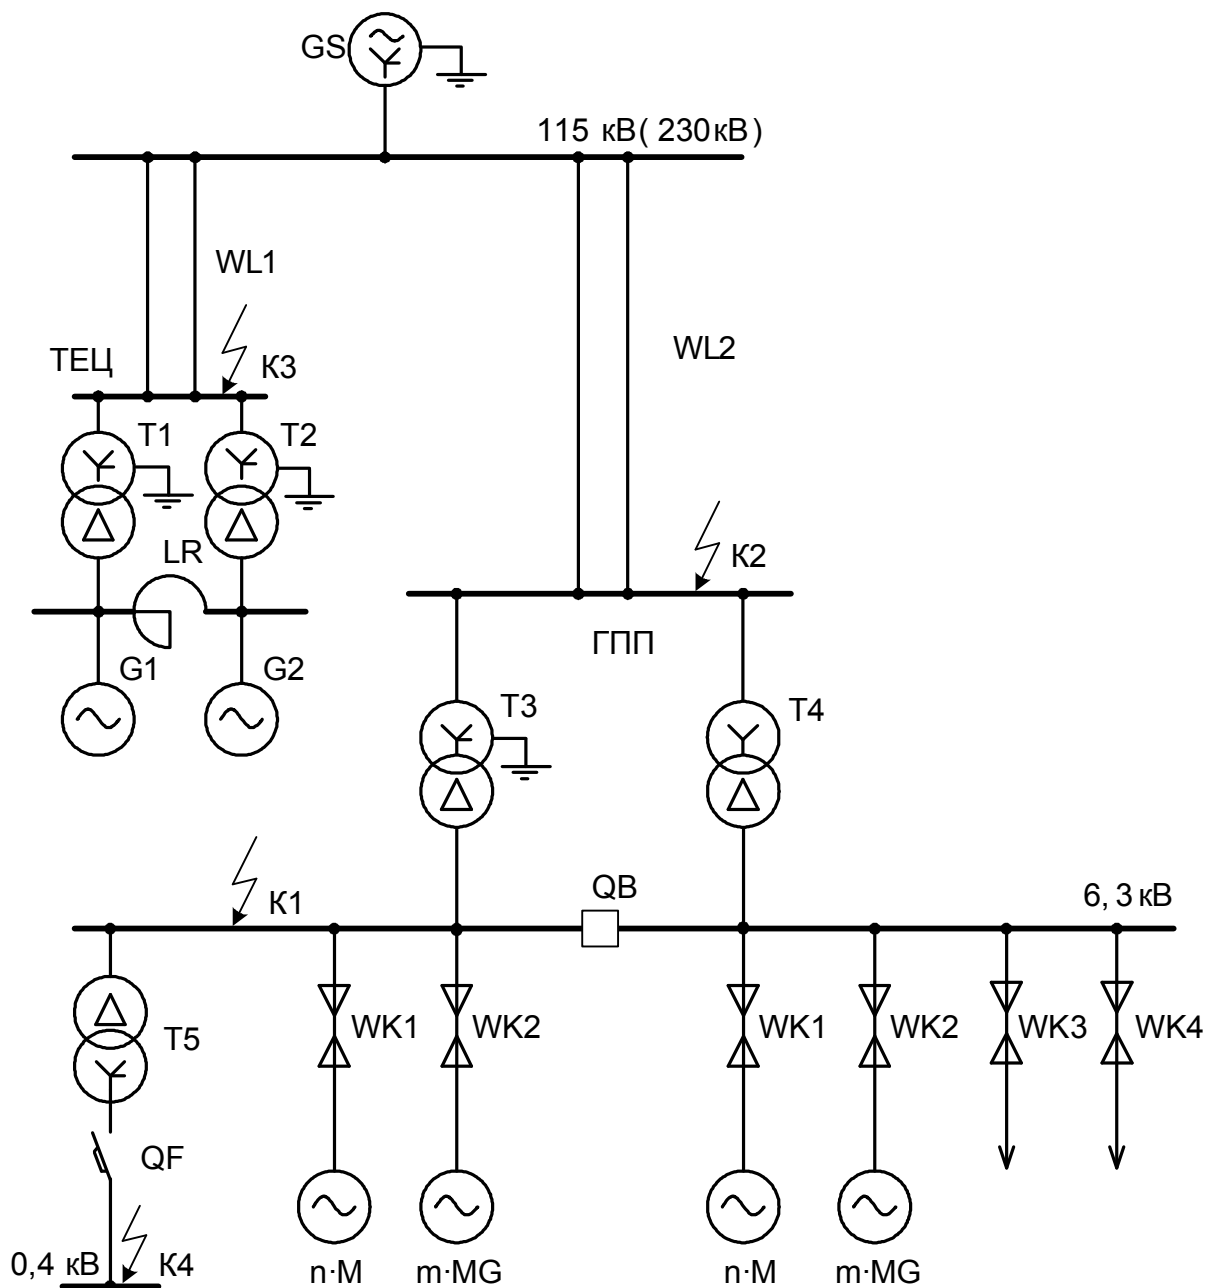 GS
115 кВ( 230кВ)
WL1
WL2
ТЕЦ
К3
Т1
Т2
LR
К2
ГПП
G1
G2
Т3
Т4
К1
QB
6, 3 кВ
Т5
WK1
WK2
WK1
WK2
WK3
WK4
QF
0,4 кВ
К4
n·M
m·MG
n·M
m·MG